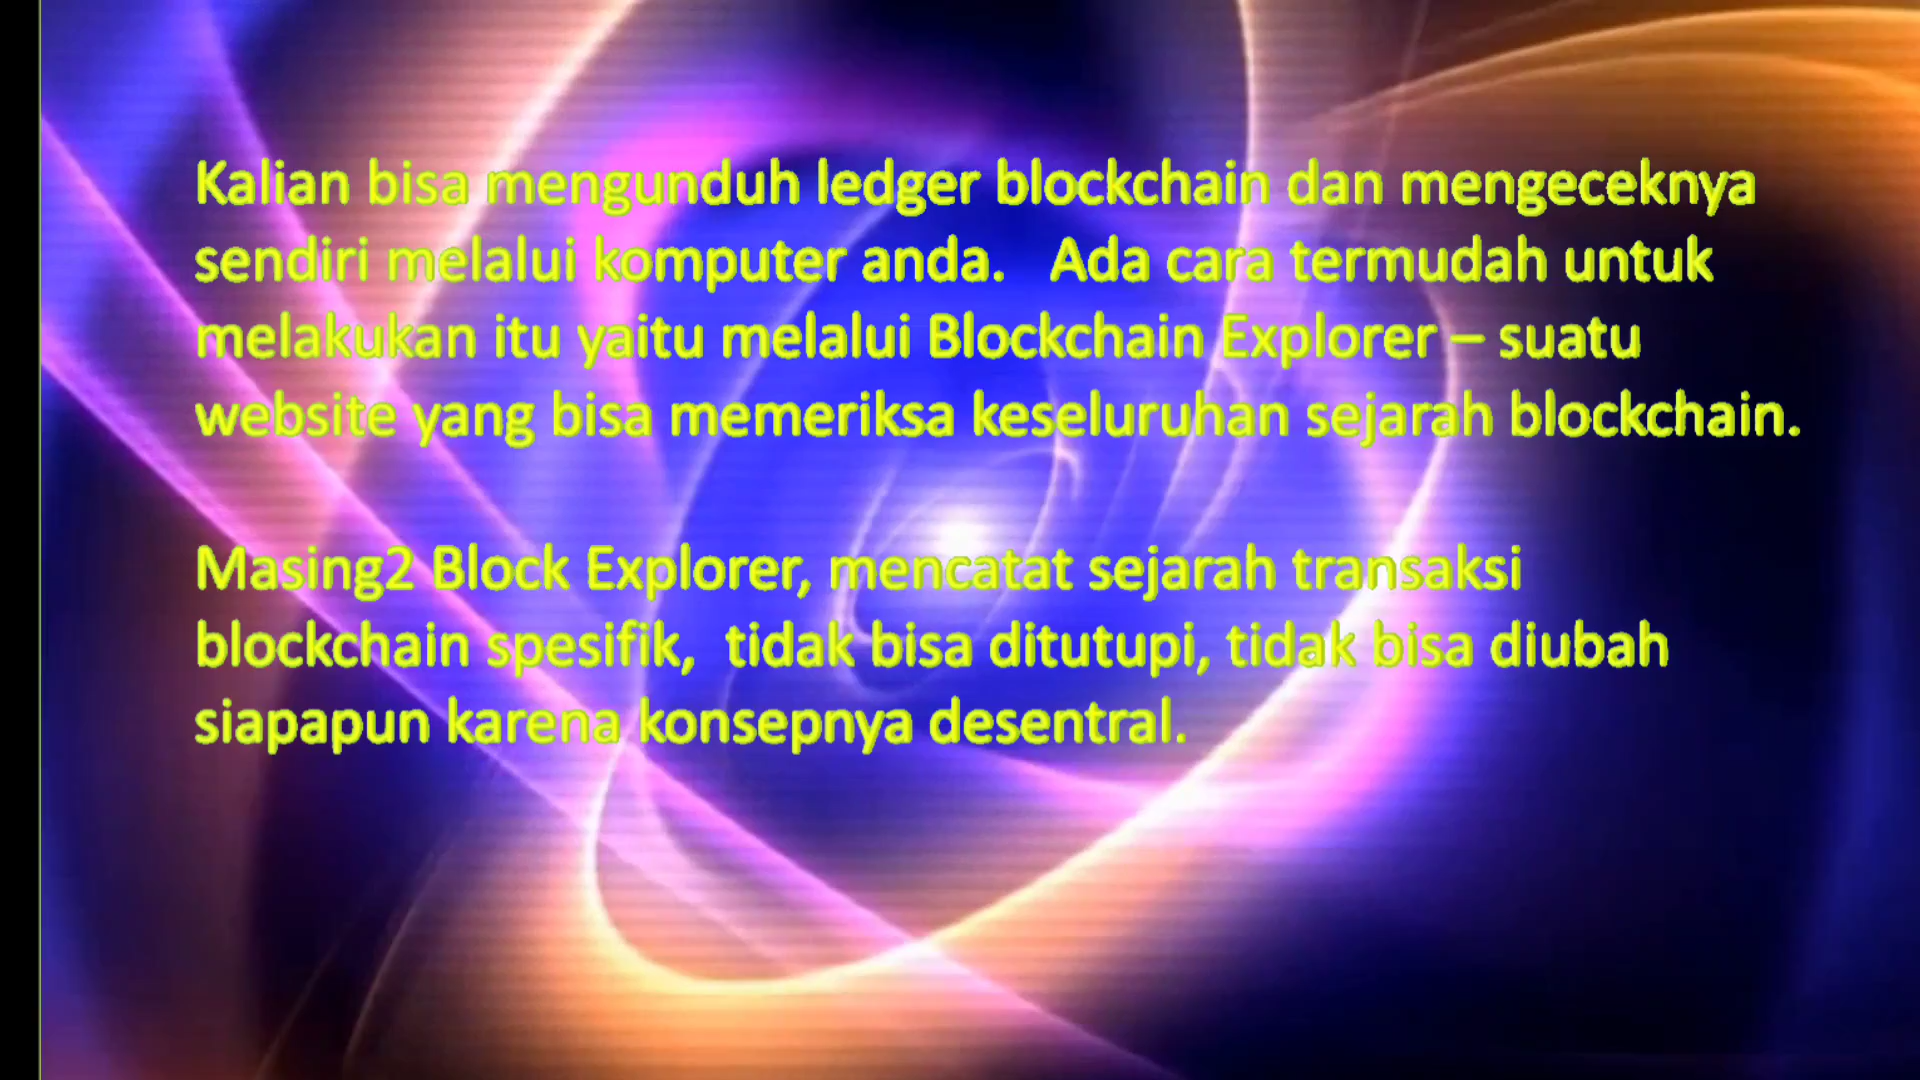 Kalian bisa mengunduh ledger blockchain dan mengeceknya
sendiri melalui komputer anda.   Ada cara termudah untuk
melakukan itu yaitu melalui Blockchain Explorer – suatu
website yang bisa memeriksa keseluruhan sejarah blockchain.
Masing2 Block Explorer, mencatat sejarah transaksi
blockchain spesifik,  tidak bisa ditutupi, tidak bisa diubah
siapapun karena konsepnya desentral.